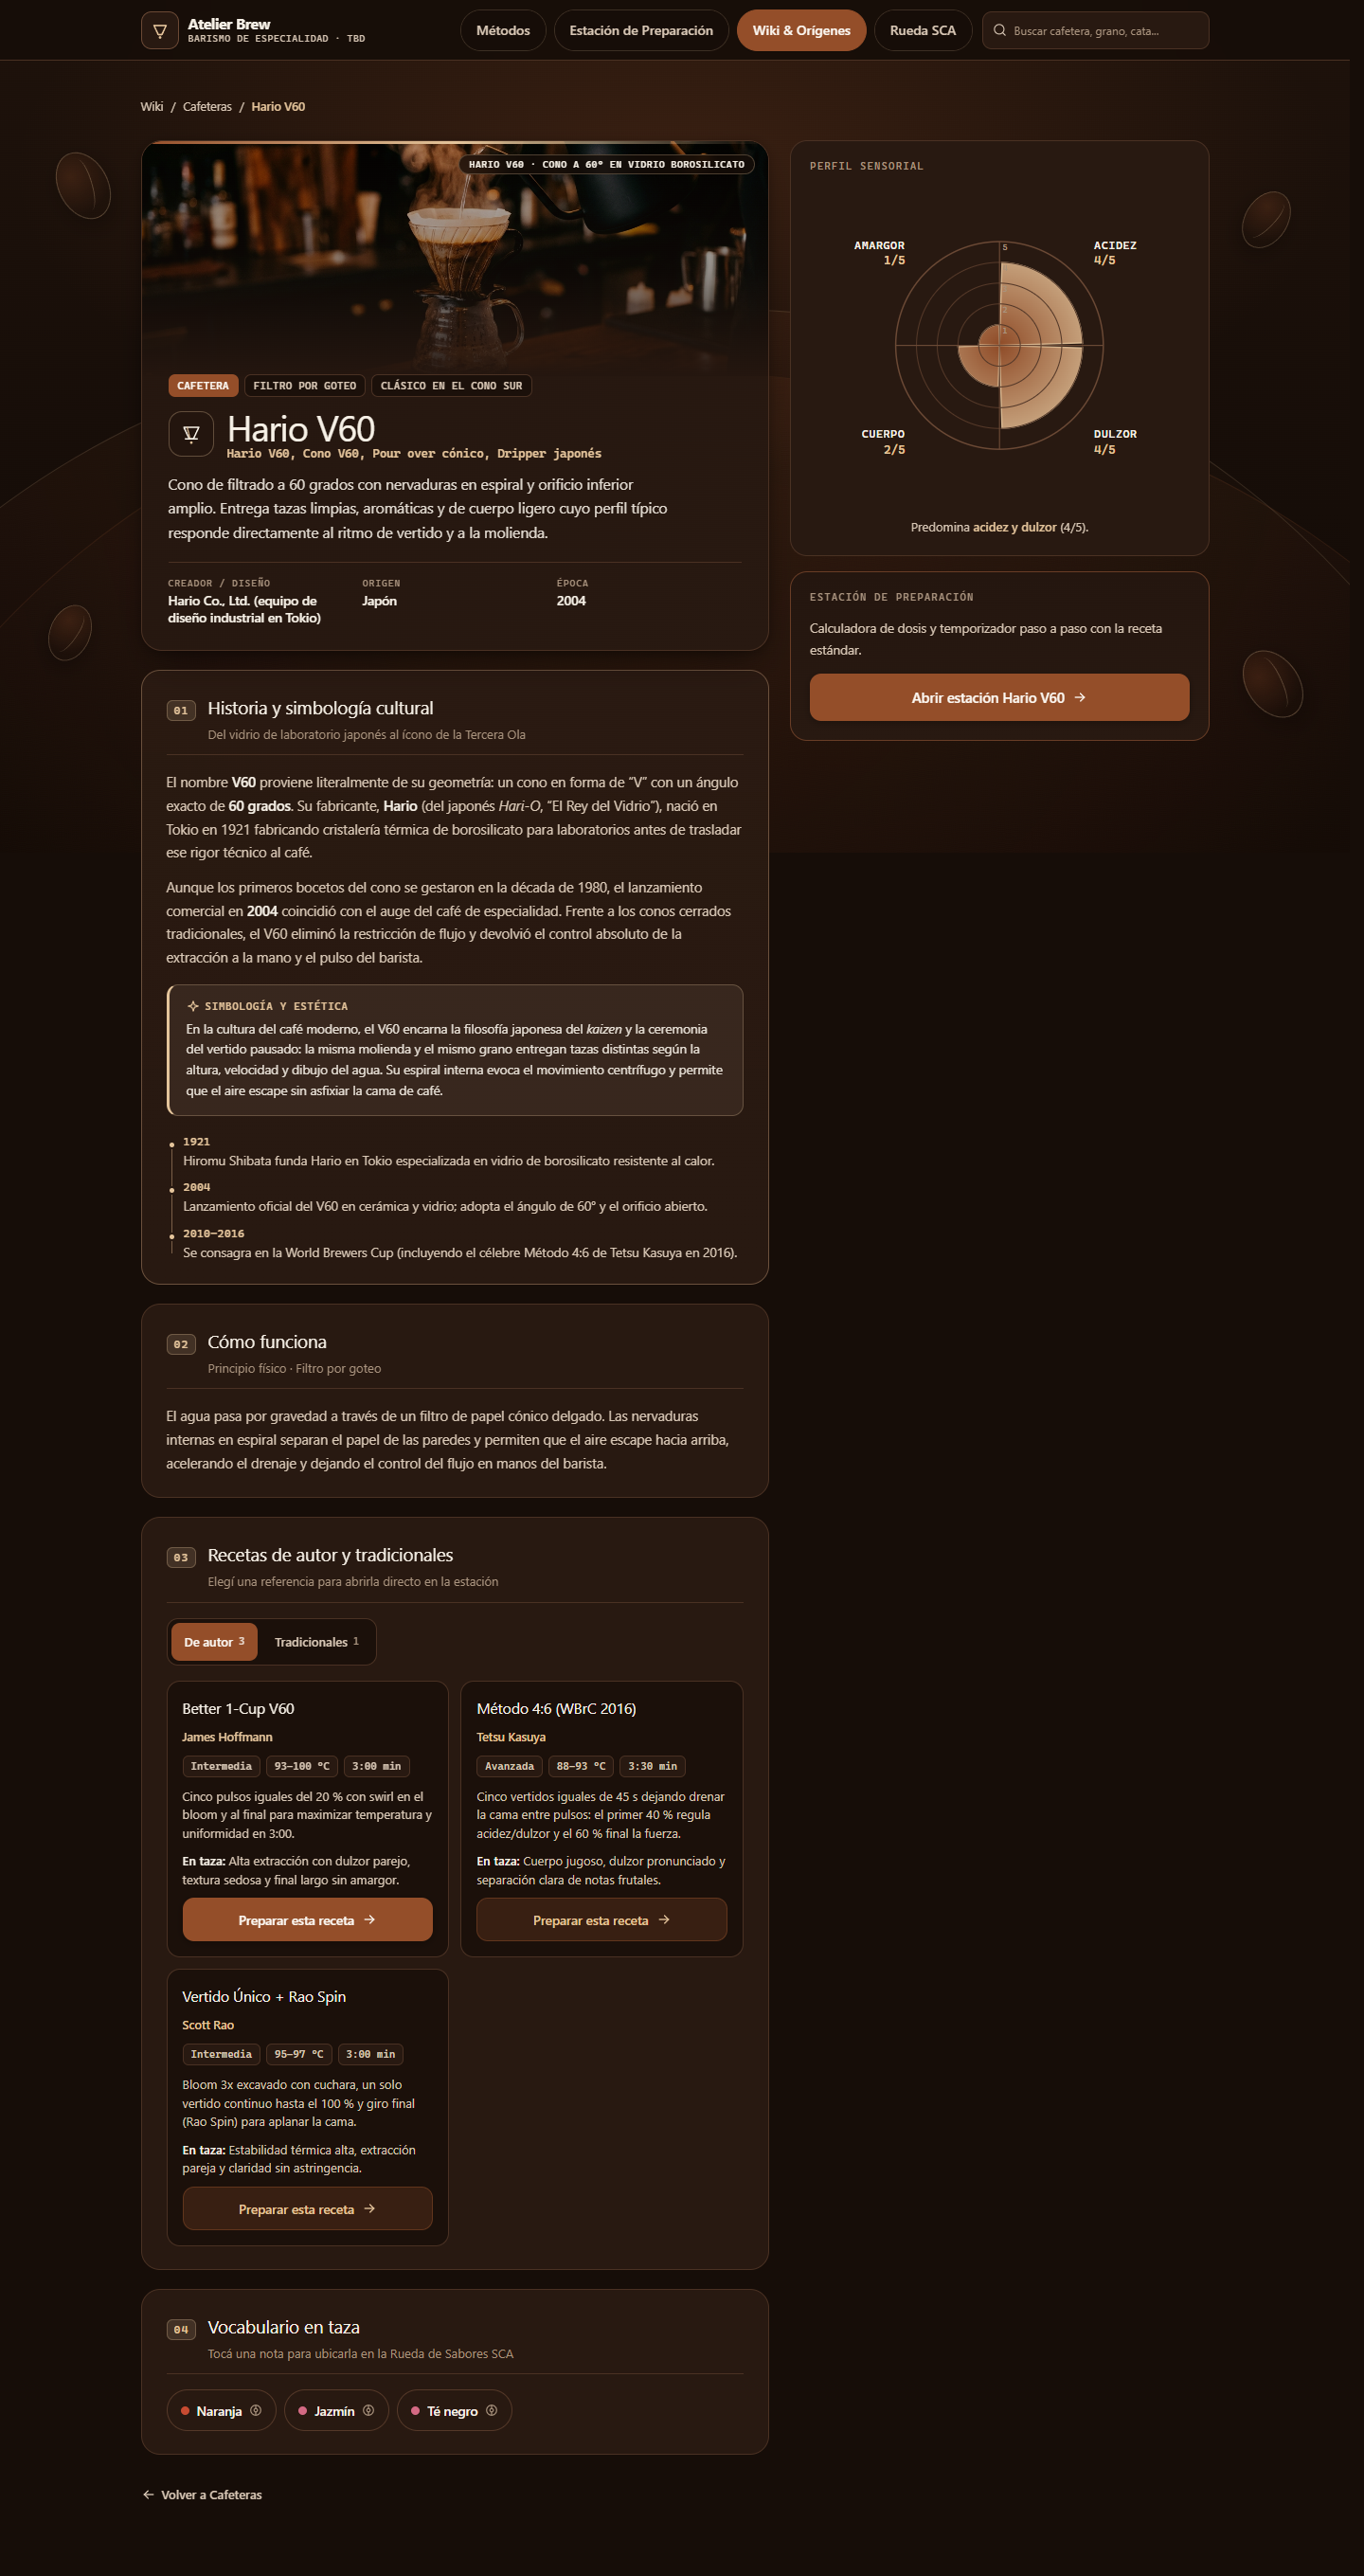 Atelier Brew
BARISMO DE ESPECIALIDAD · TBD
Métodos
Estación de Preparación
Wiki & Orígenes
Rueda SCA
Buscar cafetera, grano, cata...
Wiki / Cafeteras / Hario V60
HARIO V60 · CONO A 60° EN VIDRIO BOROSILICATO
CAFETERA
FILTRO POR GOTEO
CLÁSICO EN EL CONO SUR
Hario V60
Hario V60, Cono V60, Pour over cónico, Dripper japonés
Cono de filtrado a 60 grados con nervaduras en espiral y orificio inferior
amplio. Entrega tazas limpias, aromáticas y de cuerpo ligero cuyo perfil típico
responde directamente al ritmo de vertido y a la molienda.
CREADOR / DISEÑO
Hario Co., Ltd. (equipo de
diseño industrial en Tokio)
ORIGEN
Japón
ÉPOCA
2004
PERFIL SENSORIAL
AMARGOR
1/5
ACIDEZ
4/5
5
2
1
CUERPO
2/5
DULZOR
4/5
Predomina acidez y dulzor (4/5).
ESTACIÓN DE PREPARACIÓN
Calculadora de dosis y temporizador paso a paso con la receta
estándar.
Abrir estación Hario V60 →
01
Historia y simbología cultural
Del vidrio de laboratorio japonés al ícono de la Tercera Ola
El nombre V60 proviene literalmente de su geometría: un cono en forma de “V” con un ángulo
exacto de 60 grados. Su fabricante, Hario (del japonés Hari-O, “El Rey del Vidrio”), nació en
Tokio en 1921 fabricando cristalería térmica de borosilicato para laboratorios antes de trasladar
ese rigor técnico al café.
Aunque los primeros bocetos del cono se gestaron en la década de 1980, el lanzamiento
comercial en 2004 coincidió con el auge del café de especialidad. Frente a los conos cerrados
tradicionales, el V60 eliminó la restricción de flujo y devolvió el control absoluto de la
extracción a la mano y el pulso del barista.
SIMBOLOGÍA Y ESTÉTICA
En la cultura del café moderno, el V60 encarna la filosofía japonesa del kaizen y la ceremonia
del vertido pausado: la misma molienda y el mismo grano entregan tazas distintas según la
altura, velocidad y dibujo del agua. Su espiral interna evoca el movimiento centrífugo y permite
que el aire escape sin asfixiar la cama de café.
1921
Hiromu Shibata funda Hario en Tokio especializada en vidrio de borosilicato resistente al calor.
2004
Lanzamiento oficial del V60 en cerámica y vidrio; adopta el ángulo de 60° y el orificio abierto.
2010–2016
Se consagra en la World Brewers Cup (incluyendo el célebre Método 4:6 de Tetsu Kasuya en 2016).
02
Cómo funciona
Principio físico · Filtro por goteo
El agua pasa por gravedad a través de un filtro de papel cónico delgado. Las nervaduras
internas en espiral separan el papel de las paredes y permiten que el aire escape hacia arriba,
acelerando el drenaje y dejando el control del flujo en manos del barista.
03
Recetas de autor y tradicionales
Elegí una referencia para abrirla directo en la estación
De autor 3
Tradicionales 1
Better 1-Cup V60
James Hoffmann
Intermedia
93–100 °C
3:00 min
Cinco pulsos iguales del 20 % con swirl en el
bloom y al final para maximizar temperatura y
uniformidad en 3:00.
En taza: Alta extracción con dulzor parejo,
textura sedosa y final largo sin amargor.
Preparar esta receta →
Método 4:6 (WBrC 2016)
Tetsu Kasuya
Avanzada
88–93 °C
3:30 min
Cinco vertidos iguales de 45 s dejando drenar
la cama entre pulsos: el primer 40 % regula
acidez/dulzor y el 60 % final la fuerza.
En taza: Cuerpo jugoso, dulzor pronunciado y
separación clara de notas frutales.
Preparar esta receta →
Vertido Único + Rao Spin
Scott Rao
Intermedia
95–97 °C
3:00 min
Bloom 3x excavado con cuchara, un solo
vertido continuo hasta el 100 % y giro final
(Rao Spin) para aplanar la cama.
En taza: Estabilidad térmica alta, extracción
pareja y claridad sin astringencia.
Preparar esta receta →
04
Vocabulario en taza
Tocá una nota para ubicarla en la Rueda de Sabores SCA
Naranja
Jazmín
Té negro
← Volver a Cafeteras